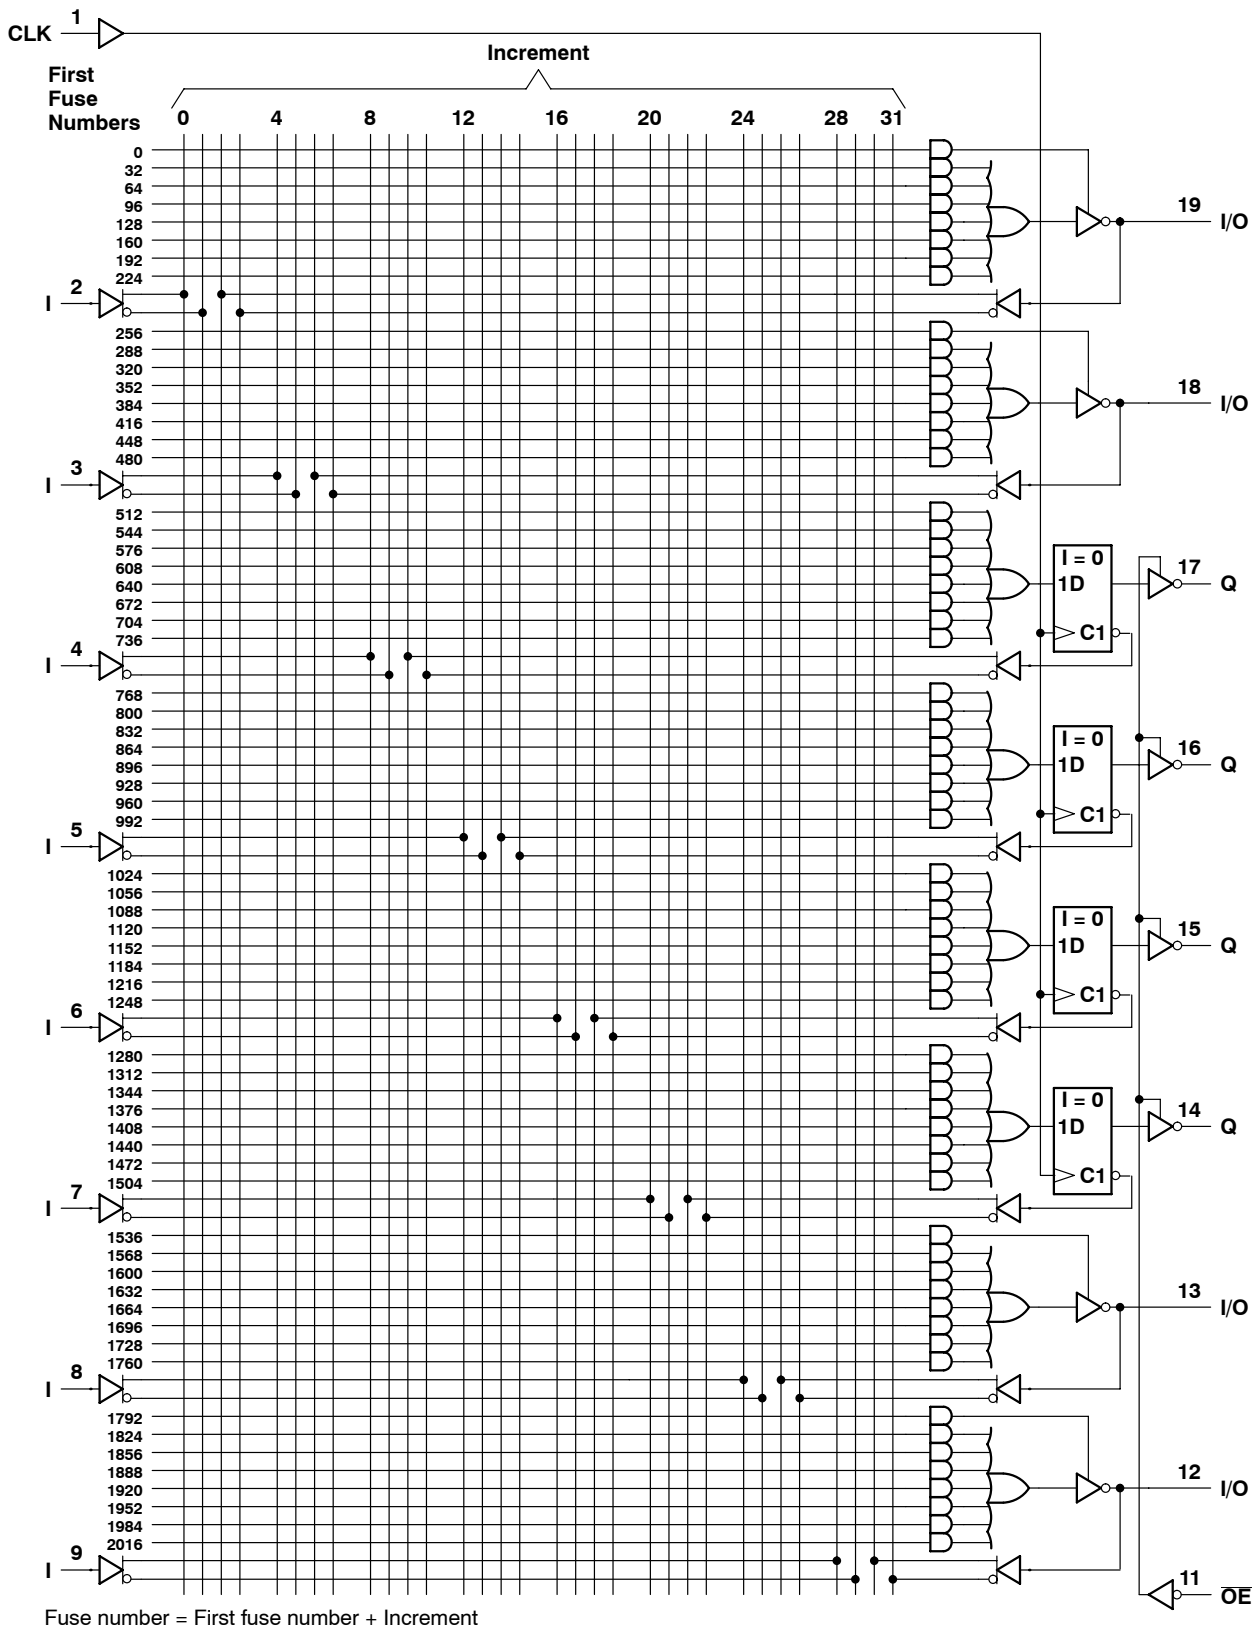 1
CLK
Increment
First
Fuse
Numbers
0 4 8 12 16 20 24 28 31
0
32
64
96
128
160
192
224
19 I/O
2
I
256
288
320
352
384
416
448
480
18 I/O
3
I
512
544
576
608
640
672
704
736
I = 0
1D
C1
17 Q
4
I
768
800
832
864
896
928
960
992
I = 0
1D
C1
16 Q
5
I
1024
1056
1088
1120
1152
1184
1216
1248
I = 0
1D
C1
15 Q
6
I
1280
1312
1344
1376
1408
1440
1472
1504
I = 0
1D
C1
14 Q
7
I
1536
1568
1600
1632
1664
1696
1728
1760
13 I/O
8
I
1792
1824
1856
1888
1920
1952
1984
2016
12 I/O
9
I
11 OE
Fuse number = First fuse number + Increment